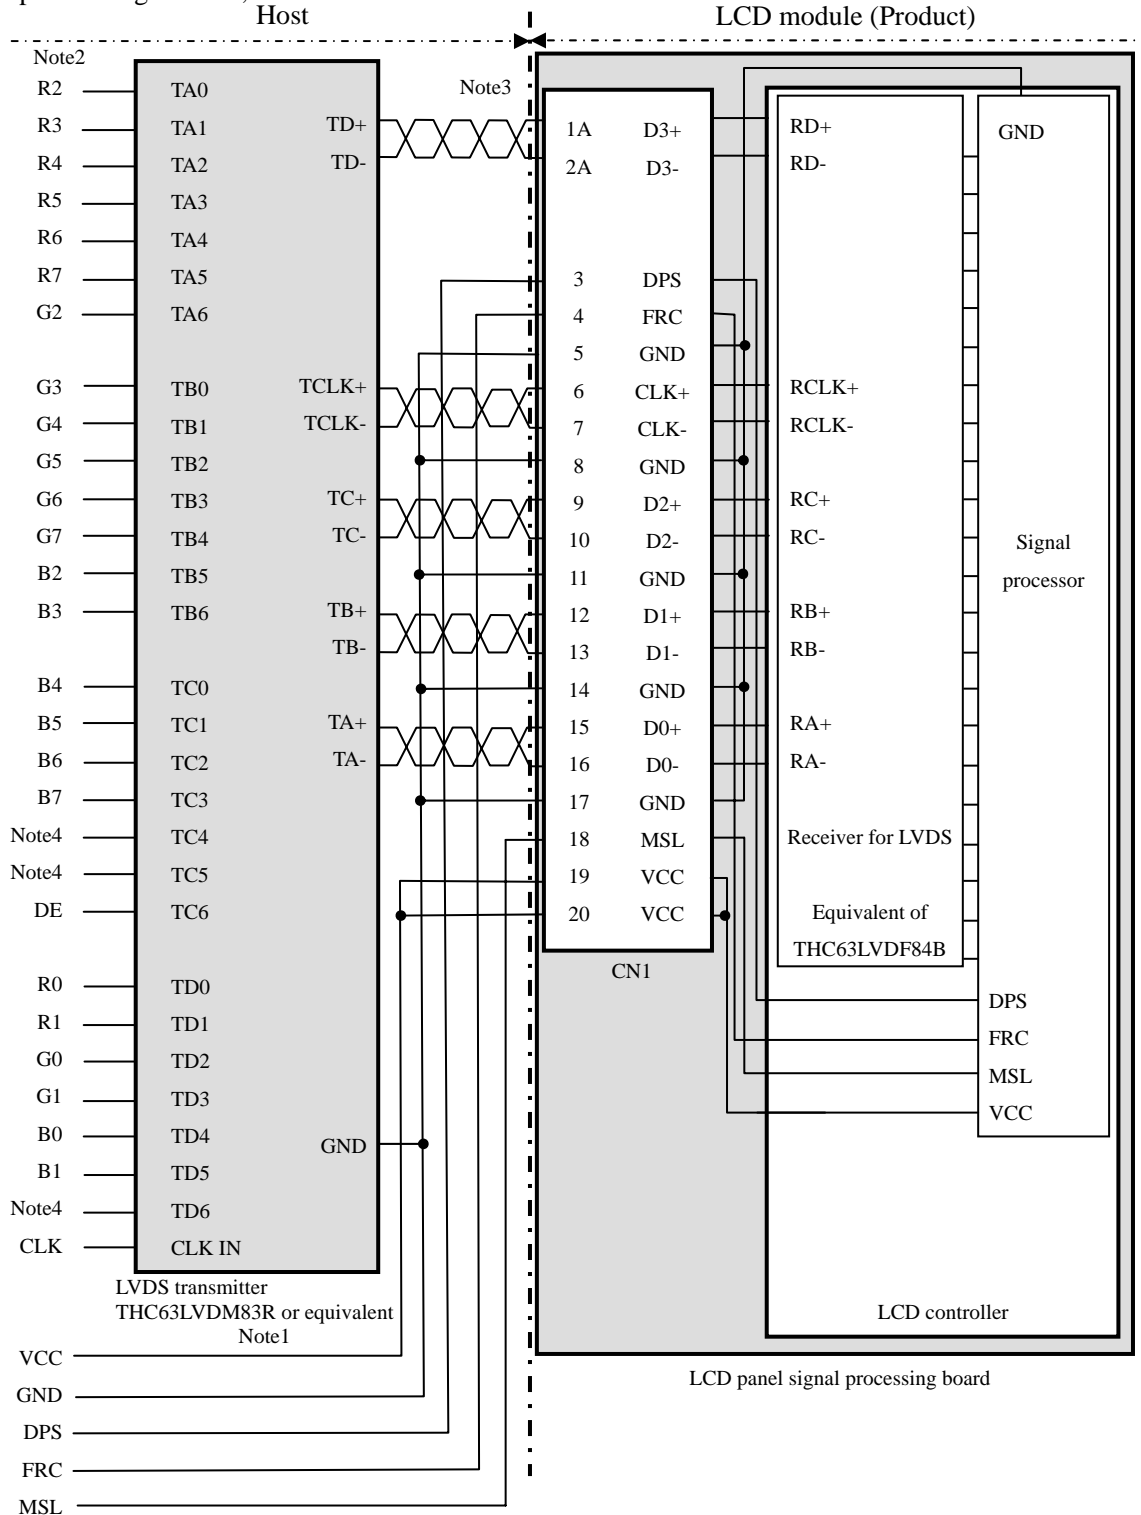 Host
LCD module (Product)
Note2
Note3
R2 TA0
R3 TA1 TD+ 1A D3+ RD+ GND
R4 TA2 TD- 2A D3- RD-
R5 TA3
R6 TA4
R7 TA5 3 DPS
G2 TA6 4 FRC
5 GND
G3 TB0 TCLK+ 6 CLK+ RCLK+
G4 TB1 TCLK- 7 CLK- RCLK-
G5 TB2 8 GND
G6 TB3 TC+ 9 D2+ RC+
G7 TB4 TC- 10 D2- RC- Signal
B2 TB5 11 GND processor
B3 TB6 TB+ 12 D1+ RB+
TB- 13 D1- RB-
B4 TC0 14 GND
B5 TC1 TA+ 15 D0+ RA+
B6 TC2 TA- 16 D0- RA-
B7 TC3 17 GND
Note4 TC4 18 MSL Receiver for LVDS
Note4 TC5 19 VCC
DE TC6 20 VCC Equivalent of
THC63LVDF84B
CN1
R0 TD0
DPS
R1 TD1
FRC
G0 TD2
MSL
G1 TD3
VCC
B0 TD4
GND
B1 TD5
Note4 TD6
CLK CLK IN
LVDS transmitter
THC63LVDM83R or equivalent
Note1
LCD controller
VCC
LCD panel signal processing board
GND
DPS
FRC
MSL